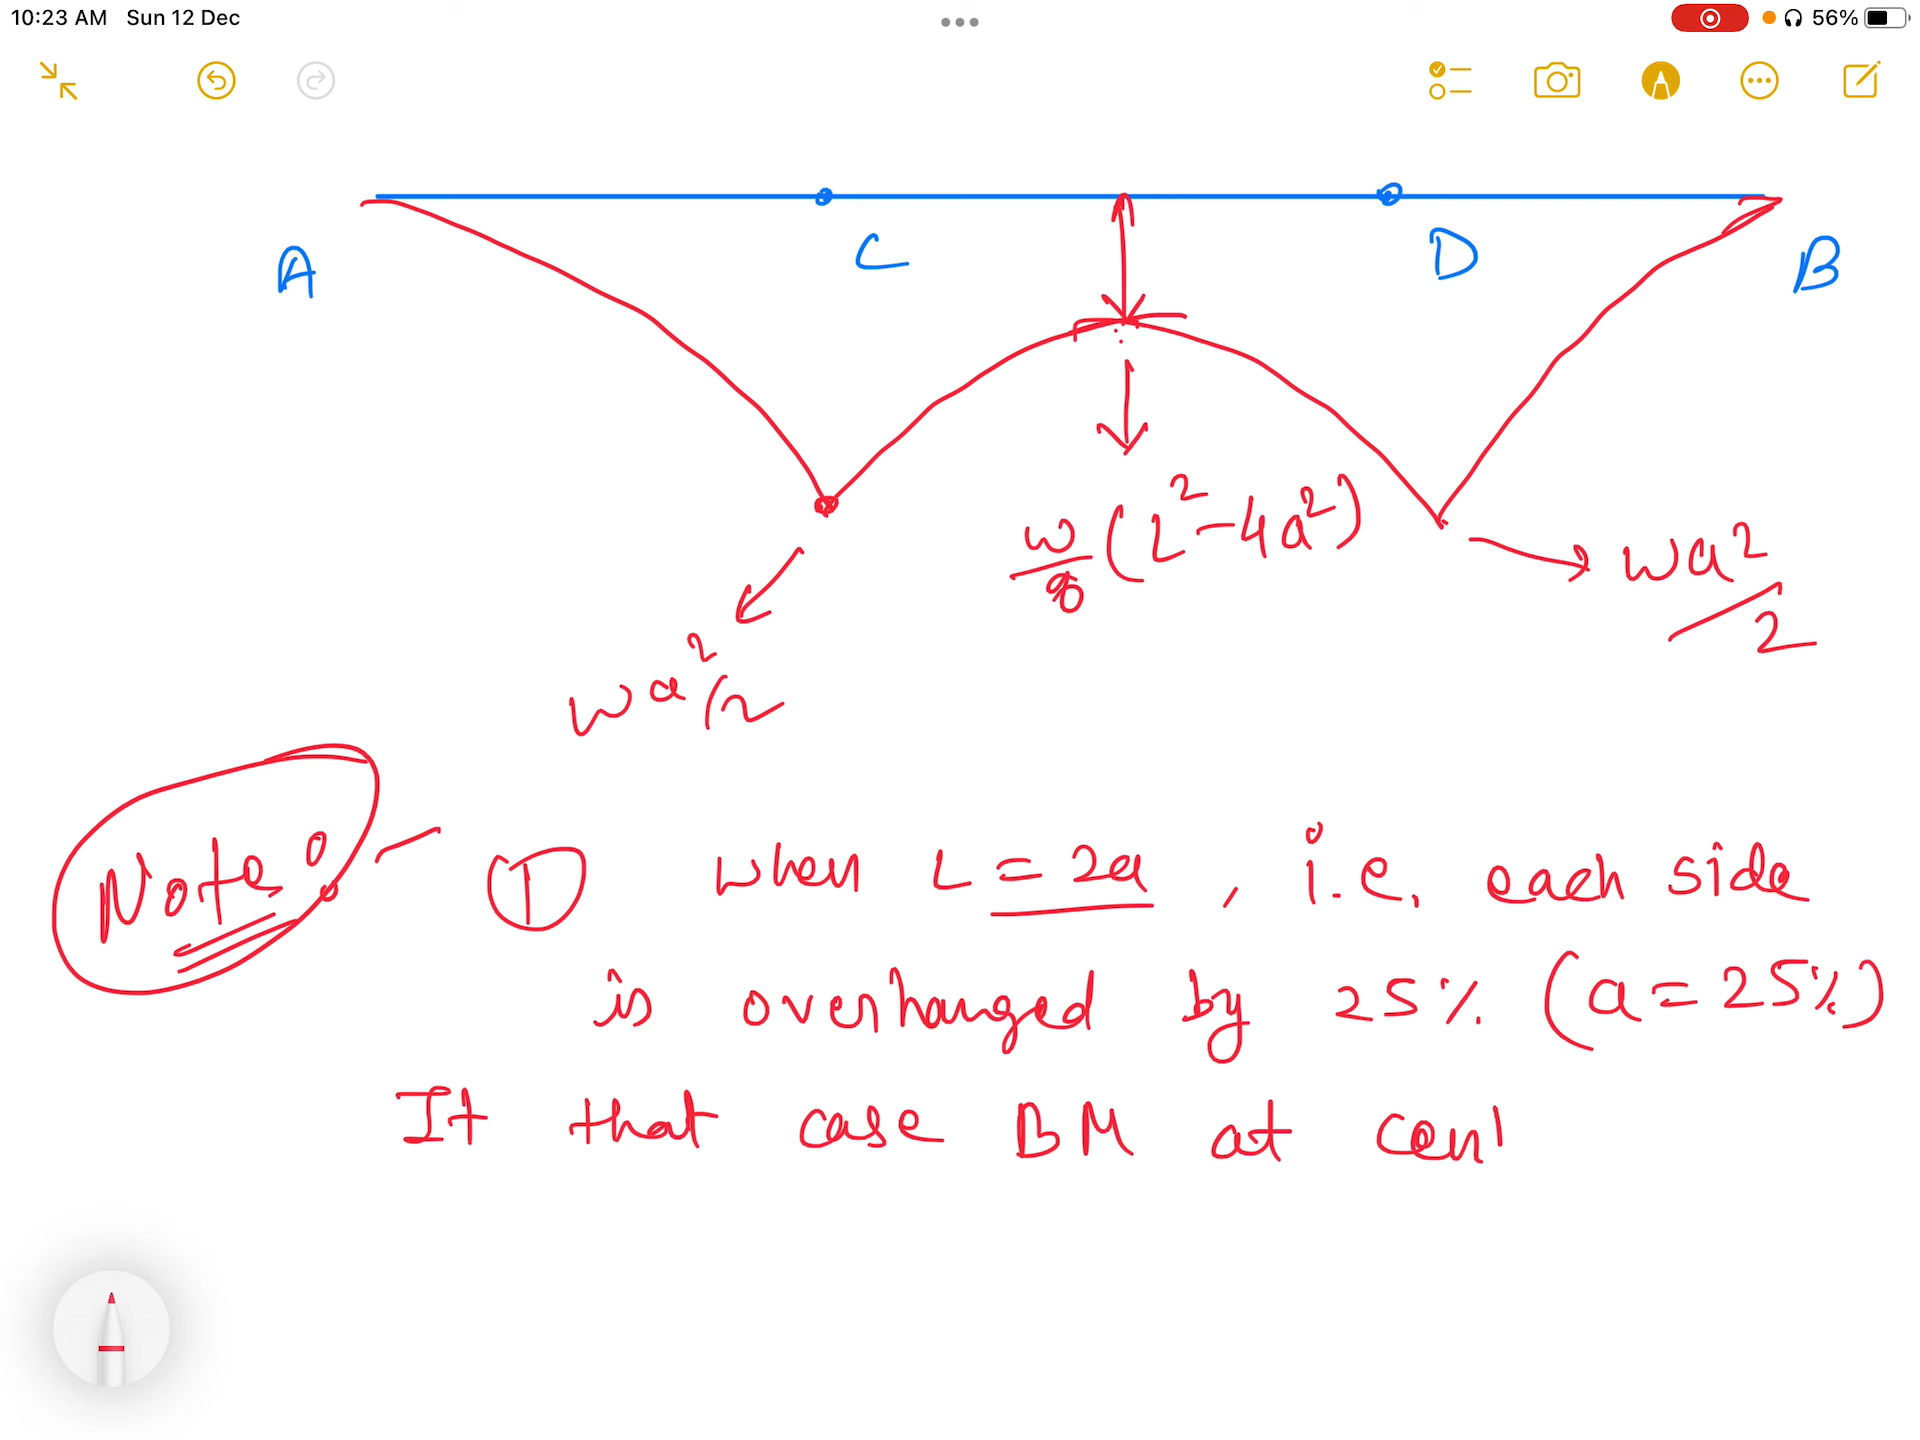 10:23 AM Sun 12 Dec 56%
A C D B
w/8 (L²-4a²)
wa²/2
wa²/2
Note: - ① when L = 2a, i.e. each side
is overhanged by 25% (a = 25%)
It that case BM at cent